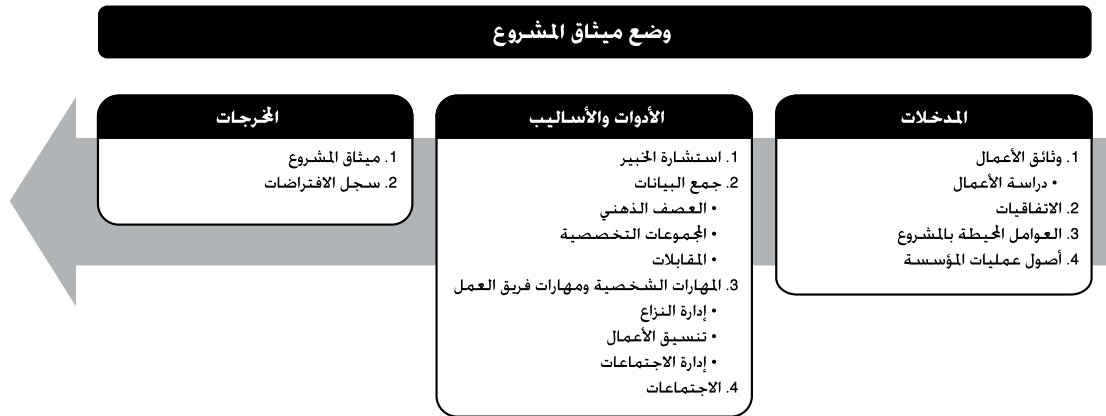 وضع ميثاق المشروع
المدخلات
1. وثائق الأعمال
• دراسة الأعمال
2. الاتفاقيات
3. العوامل المحيطة بالمشروع
4. أصول عمليات المؤسسة
الأدوات والأساليب
1. استشارة الخبير
2. جمع البيانات
• العصف الذهني
• المجموعات التخصصية
• المقابلات
3. المهارات الشخصية ومهارات فريق العمل
• إدارة النزاع
• تنسيق الأعمال
• إدارة الاجتماعات
4. الاجتماعات
المخرجات
1. ميثاق المشروع
2. سجل الافتراضات